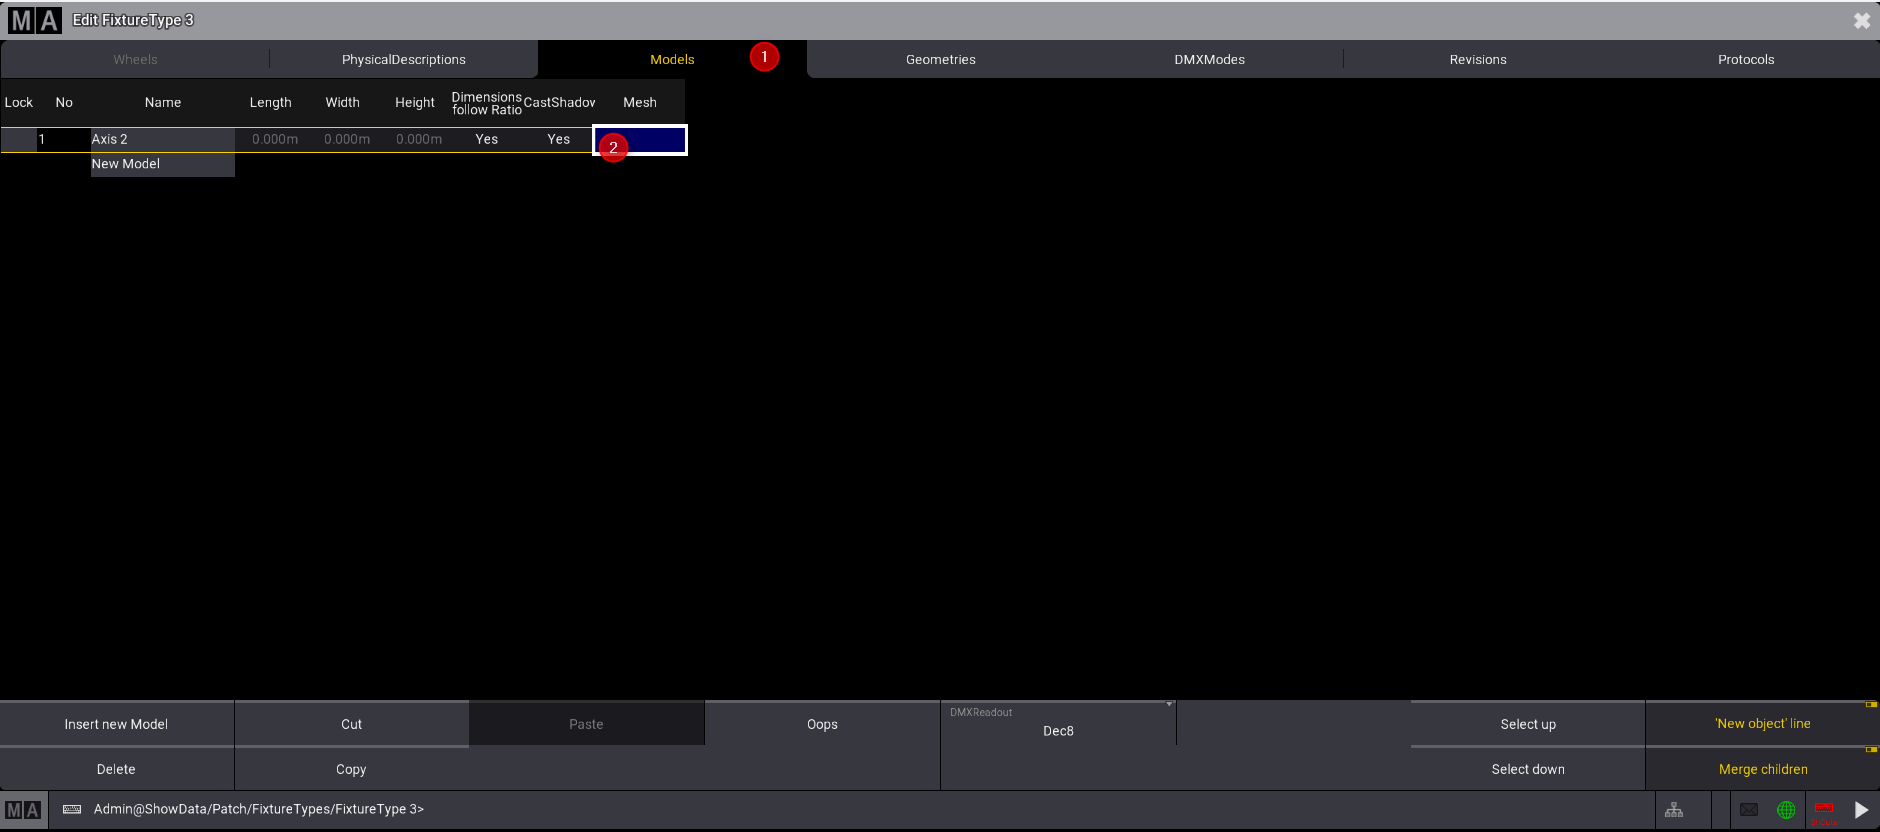 MA Edit FixtureType 3
Wheels PhysicalDescriptions Models 1 Geometries DMXModes Revisions Protocols
Lock No Name Length Width Height Dimensions follow Ratio CastShadov Mesh
1 Axis 2 0.000m 0.000m 0.000m Yes Yes 2
New Model
Insert new Model Cut Paste Oops DMXReadout Dec8 Select up 'New object' line
Delete Copy Select down Merge children
MA Admin@ShowData/Patch/FixtureTypes/FixtureType 3>